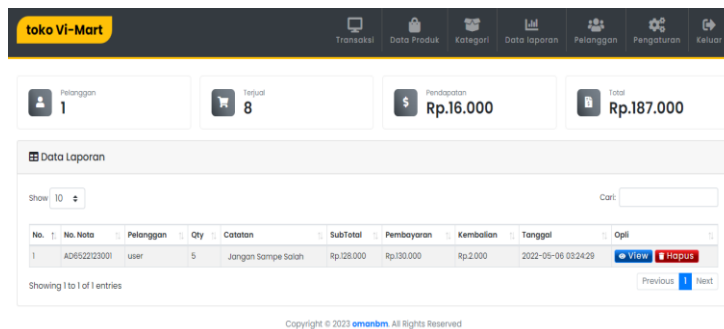 toko Vi-Mart
Transaksi Data Produk Kategori Data laporan Pelanggan Pengaturan Keluar
Pelanggan
1
Terjual
8
Pendapatan
Rp.16.000
Total
Rp.187.000
Data Laporan
Show 10
Cari:
No. No. Nota Pelanggan Qty Catatan SubTotal Pembayaran Kembalian Tanggal Opli
1 AD6522123001 user 5 Jangan Sampe Salah Rp.128.000 Rp.130.000 Rp.2.000 2022-05-06 03:24:29 View Hapus
Showing 1 to 1 of 1 entries
Previous 1 Next
Copyright © 2023 omanbm. All Rights Reserved